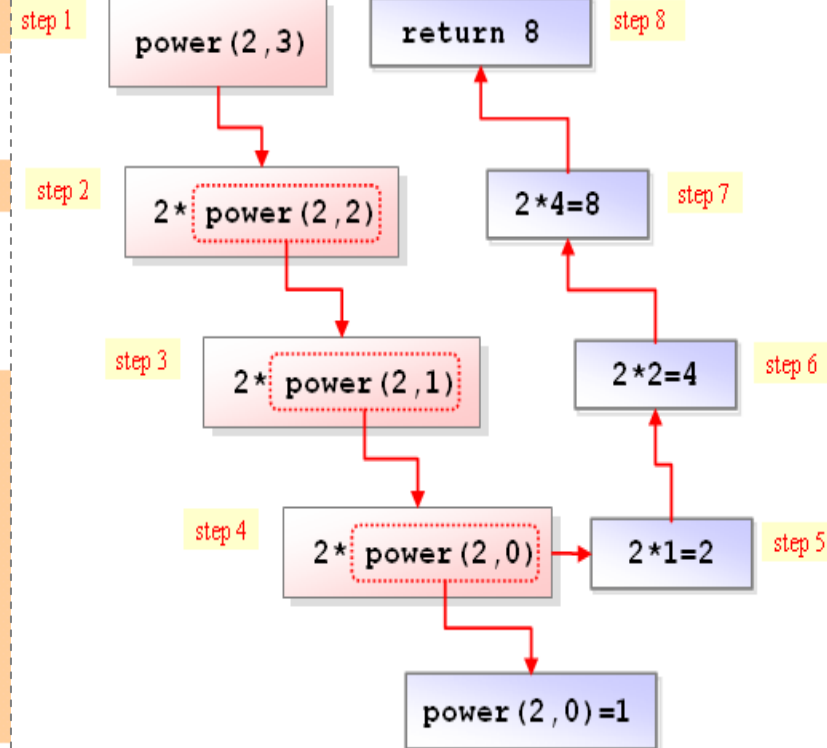 step 1
power(2,3)
return 8
step 8
step 2
2* power(2,2)
2*4=8
step 7
step 3
2* power(2,1)
2*2=4
step 6
step 4
2* power(2,0)
2*1=2
step 5
power(2,0)=1